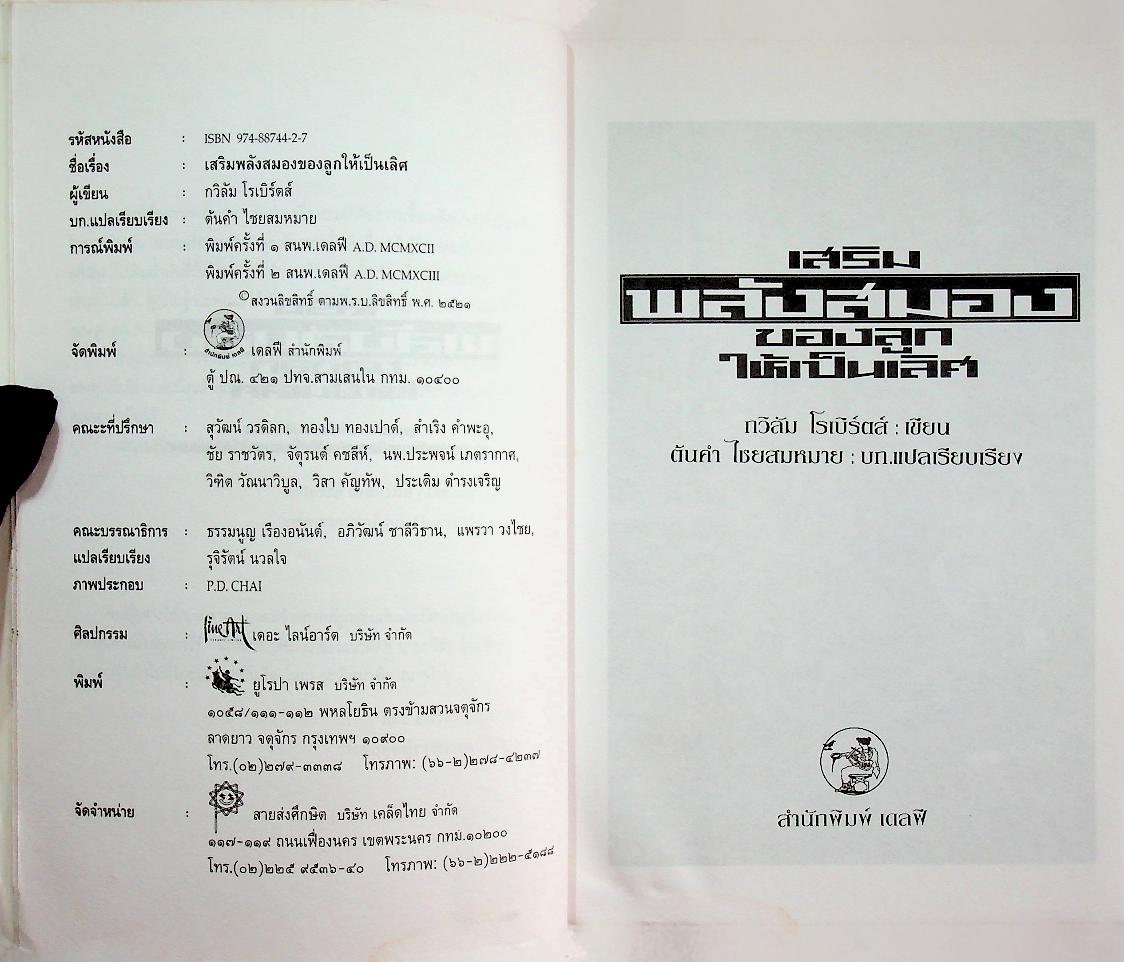 รหัสหนังสือ : ISBN 974-88744-2-7
ชื่อเรื่อง : เสริมพลังสมองของลูกให้เป็นเลิศ
ผู้เขียน : กวิลัม โรเบิร์ตส์
บก.แปลเรียบเรียง : ต้นคำ ไชยสมหมาย
การณ์พิมพ์ : พิมพ์ครั้งที่ ๑ สนพ.เดลฟี A.D. MCMXCII
พิมพ์ครั้งที่ ๒ สนพ.เดลฟี A.D. MCMXCIII
©สงวนลิขสิทธิ์ ตามพ.ร.บ.ลิขสิทธิ์ พ.ศ. ๒๕๒๑
สำนักพิมพ์ เดลฟี
จัดพิมพ์ : เดลฟี สำนักพิมพ์
ตู้ ปณ. ๔๒๑ ปทจ.สามเสนใน กทม. ๑๐๔๐๐
คณะะที่ปรึกษา : สุวัฒน์ วรดิลก, ทองใบ ทองเปาด์, สำเริง คำพะอุ,
ชัย ราชวัตร, จัตุรนต์ คชสีห์, นพ.ประพจน์ เภตรากาศ,
วิฑิต วัณนาวิบูล, วิสา คัญทัพ, ประเดิม ดำรงเจริญ
คณะบรรณาธิการ : ธรรมนูญ เรืองอนันต์, อภิวัฒน์ ชาลีวิธาน, แพรวา วงไชย,
แปลเรียบเรียง รุจิรัตน์ นวลใจ
ภาพประกอบ : P.D. CHAI
ศิลปกรรม : fine Art เดอะ ไลน์อาร์ต บริษัท จำกัด
พิมพ์ : ยูโรปา เพรส บริษัท จำกัด
๑๐๕๘/๑๑๑-๑๑๒ พหลโยธิน ตรงข้ามสวนจตุจักร
ลาดยาว จตุจักร กรุงเทพฯ ๑๐๙๐๐
โทร.(๐๒)๒๗๙-๓๓๓๘ โทรภาพ: (๖๖-๒)๒๗๘-๔๒๓๗
จัดจำหน่าย : สายส่งศึกษิต บริษัท เคล็ดไทย จำกัด
๑๑๗-๑๑๙ ถนนเฟื่องนคร เขตพระนคร กทม.๑๐๒๐๐
โทร.(๐๒)๒๒๕ ๙๕๓๖-๔๐ โทรภาพ: (๖๖-๒)๒๒๒-๕๑๘๘
เสริม
พลังสมอง
ของลูก
ให้เป็นเลิศ
กวิลัม โรเบิร์ตส์ : เขียน
ต้นคำ ไชยสมหมาย : บก.แปลเรียบเรียง
สำนักพิมพ์ เดลฟี